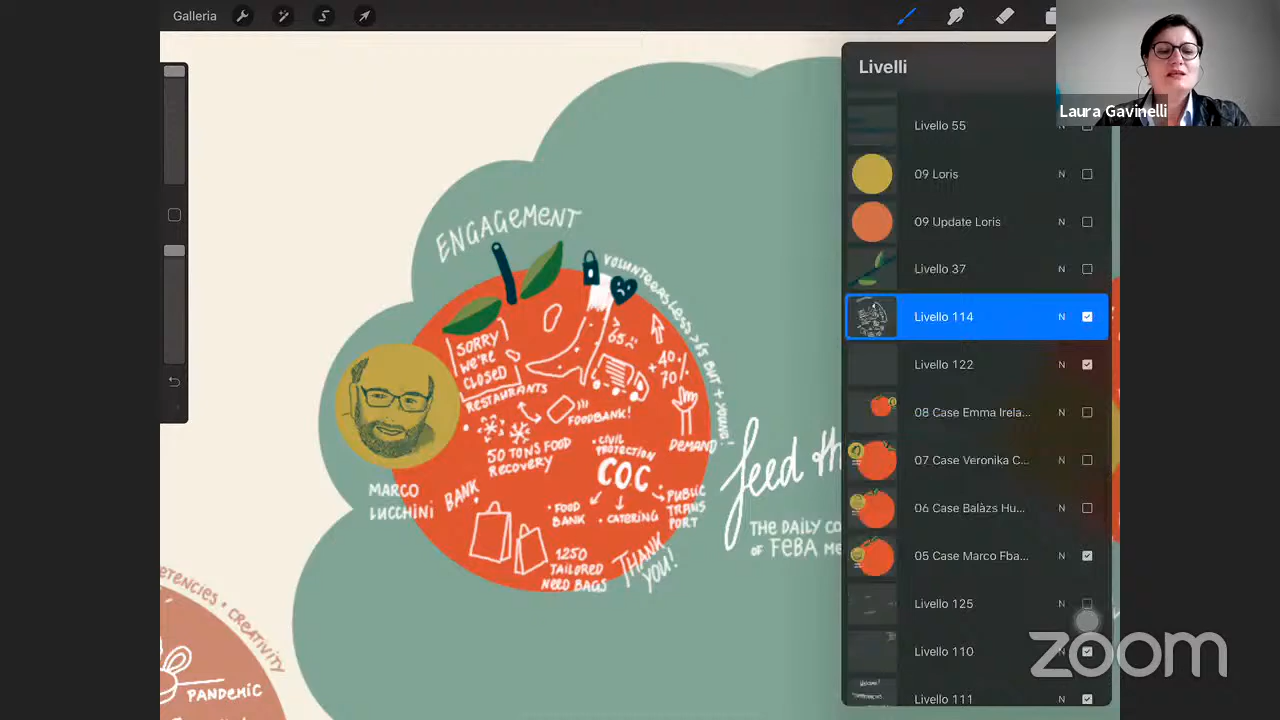 Galleria
Livelli
Laura Gavinelli
Livello 55
09 Loris N
09 Update Loris N
Livello 37 N
Livello 114 N
Livello 122 N
08 Case Emma Irela... N
07 Case Veronika C... N
06 Case Balàzs Hu... N
05 Case Marco Fba... N
Livello 125 N
Livello 110 N
Livello 111 N
zoom
ENGAGEMENT
VOLUNTEERS (LESS > 65 BUT + YOUNG!
SORRY
WE'RE
CLOSED
RESTAURANTS
>
65
+40%
70%
FOODBANK!
DEMAND
50 TONS FOOD
RECOVERY
• CIVIL
PROTECTION
COC
• FOOD
BANK
• CATERING
• PUBLIC
TRANS
PORT
MARCO
LUCCHINI
BANK
1250
TAILORED
NEED BAGS
THANK
YOU!
feed th
THE DAILY CO
OF FEBA ME
PETENCIES + CREATIVITY
PANDEMIC